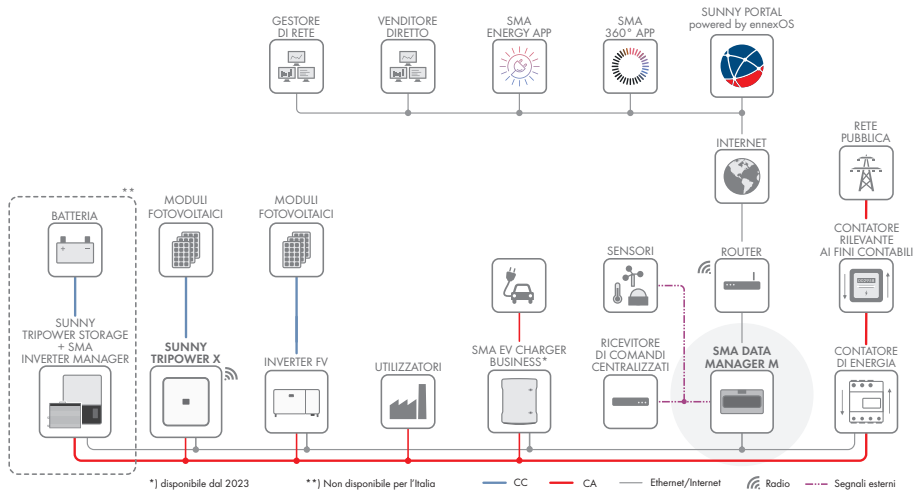 GESTORE
DI RETE
VENDITORE
DIRETTO
SMA
ENERGY APP
SMA
360° APP
SUNNY PORTAL
powered by ennexOS
INTERNET
RETE
PUBBLICA
**
BATTERIA
MODULI
FOTOVOLTAICI
MODULI
FOTOVOLTAICI
SENSORI
ROUTER
CONTATORE
RILEVANTE
AI FINI CONTABILI
SUNNY
TRIPOWER STORAGE
+ SMA
INVERTER MANAGER
SUNNY
TRIPOWER X
INVERTER FV
UTILIZZATORI
SMA EV CHARGER
BUSINESS*
RICEVITORE
DI COMANDI
CENTRALIZZATI
SMA DATA
MANAGER M
CONTATORE
DI ENERGIA
*) disponibile dal 2023
**) Non disponibile per l'Italia
CC
CA
Ethernet/Internet
Radio
Segnali esterni